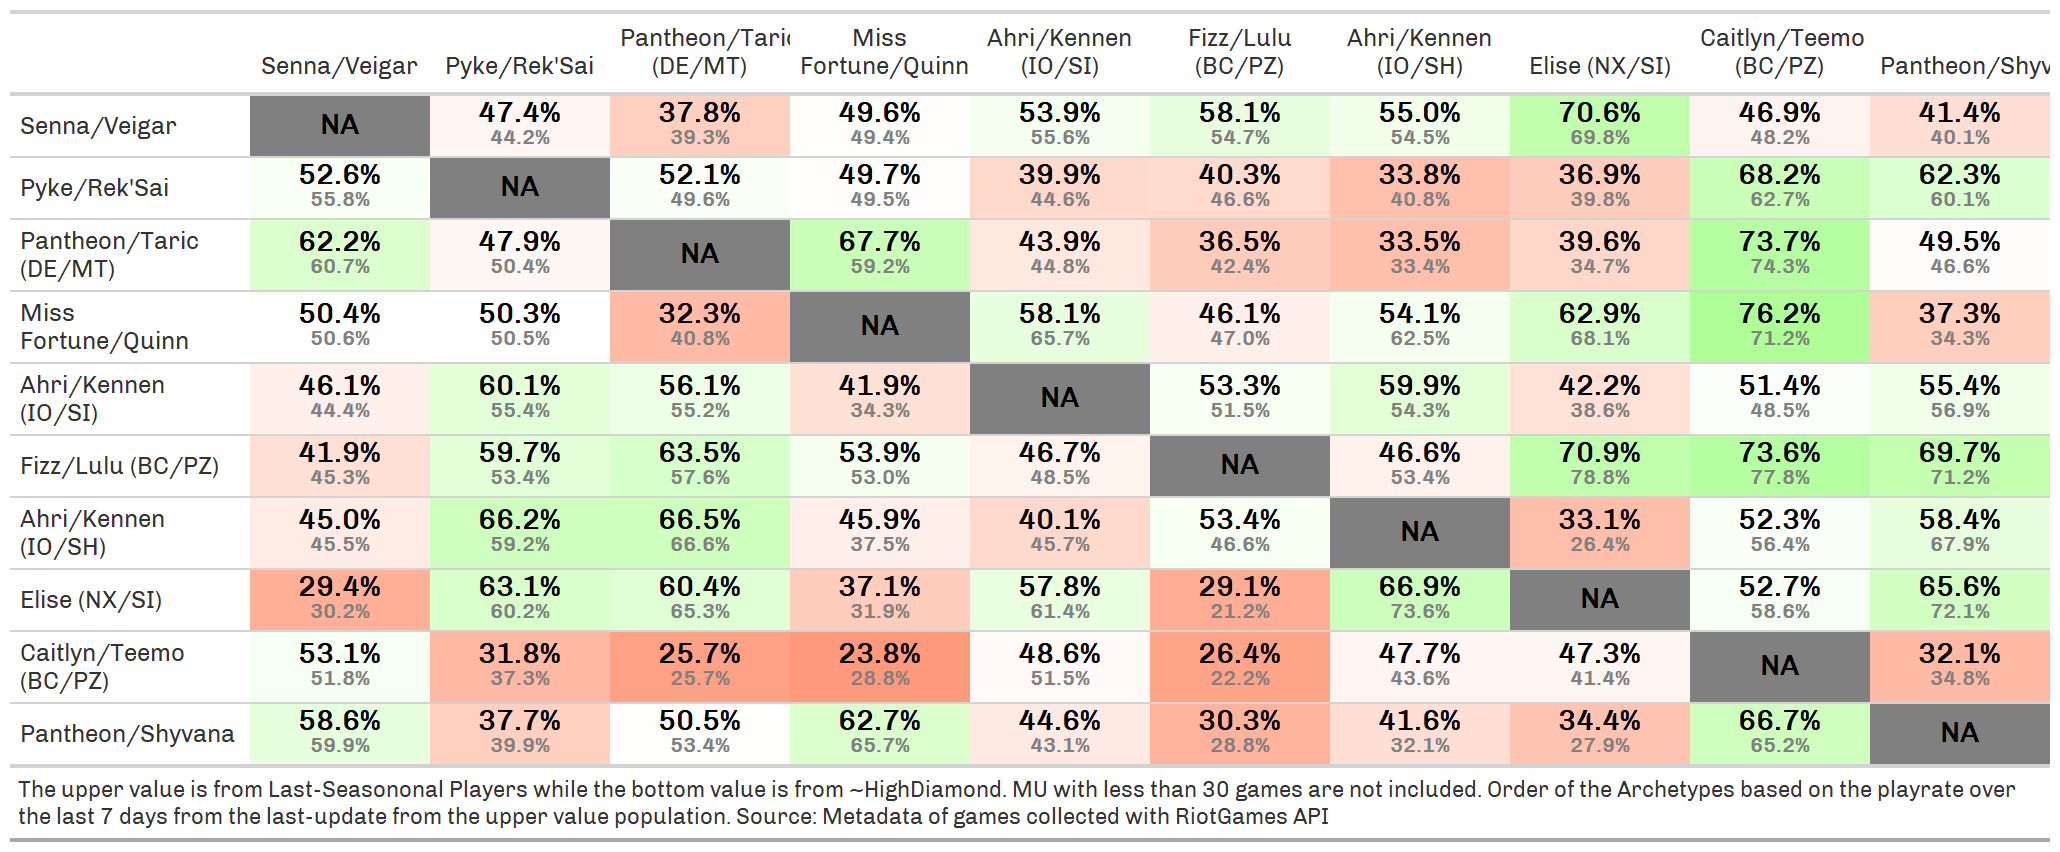 Senna/Veigar Pyke/Rek'Sai Pantheon/Taric (DE/MT) Miss Fortune/Quinn Ahri/Kennen (IO/SI) Fizz/Lulu (BC/PZ) Ahri/Kennen (IO/SH) Elise (NX/SI) Caitlyn/Teemo (BC/PZ) Pantheon/Shyv
Senna/Veigar NA 47.4% 37.8% 49.6% 53.9% 58.1% 55.0% 70.6% 46.9% 41.4%
44.2% 39.3% 49.4% 55.6% 54.7% 54.5% 69.8% 48.2% 40.1%
Pyke/Rek'Sai 52.6% NA 52.1% 49.7% 39.9% 40.3% 33.8% 36.9% 68.2% 62.3%
55.8% 49.6% 49.5% 44.6% 46.6% 40.8% 39.8% 62.7% 60.1%
Pantheon/Taric 62.2% 47.9% NA 67.7% 43.9% 36.5% 33.5% 39.6% 73.7% 49.5%
(DE/MT) 60.7% 50.4% 59.2% 44.8% 42.4% 33.4% 34.7% 74.3% 46.6%
Miss 50.4% 50.3% 32.3% NA 58.1% 46.1% 54.1% 62.9% 76.2% 37.3%
Fortune/Quinn 50.6% 50.5% 40.8% 65.7% 47.0% 62.5% 68.1% 71.2% 34.3%
Ahri/Kennen 46.1% 60.1% 56.1% 41.9% NA 53.3% 59.9% 42.2% 51.4% 55.4%
(IO/SI) 44.4% 55.4% 55.2% 34.3% 51.5% 54.3% 38.6% 48.5% 56.9%
Fizz/Lulu (BC/PZ) 41.9% 59.7% 63.5% 53.9% 46.7% NA 46.6% 70.9% 73.6% 69.7%
45.3% 53.4% 57.6% 53.0% 48.5% 53.4% 78.8% 77.8% 71.2%
Ahri/Kennen 45.0% 66.2% 66.5% 45.9% 40.1% 53.4% NA 33.1% 52.3% 58.4%
(IO/SH) 45.5% 59.2% 66.6% 37.5% 45.7% 46.6% 26.4% 56.4% 67.9%
Elise (NX/SI) 29.4% 63.1% 60.4% 37.1% 57.8% 29.1% 66.9% NA 52.7% 65.6%
30.2% 60.2% 65.3% 31.9% 61.4% 21.2% 73.6% 58.6% 72.1%
Caitlyn/Teemo 53.1% 31.8% 25.7% 23.8% 48.6% 26.4% 47.7% 47.3% NA 32.1%
(BC/PZ) 51.8% 37.3% 25.7% 28.8% 51.5% 22.2% 43.6% 41.4% 34.8%
Pantheon/Shyvana 58.6% 37.7% 50.5% 62.7% 44.6% 30.3% 41.6% 34.4% 66.7% NA
59.9% 39.9% 53.4% 65.7% 43.1% 28.8% 32.1% 27.9% 65.2%
The upper value is from Last-Seasononal Players while the bottom value is from ~HighDiamond. MU with less than 30 games are not included. Order of the Archetypes based on the playrate over
the last 7 days from the last-update from the upper value population. Source: Metadata of games collected with RiotGames API